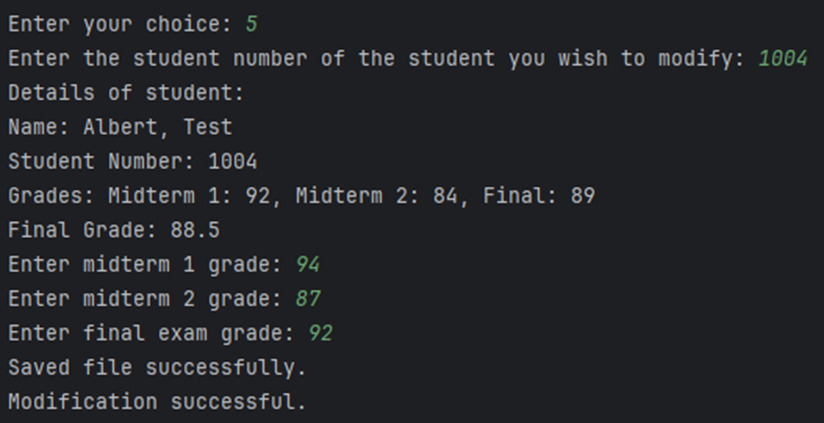 Enter your choice: 5
Enter the student number of the student you wish to modify: 1004
Details of student:
Name: Albert, Test
Student Number: 1004
Grades: Midterm 1: 92, Midterm 2: 84, Final: 89
Final Grade: 88.5
Enter midterm 1 grade: 94
Enter midterm 2 grade: 87
Enter final exam grade: 92
Saved file successfully.
Modification successful.